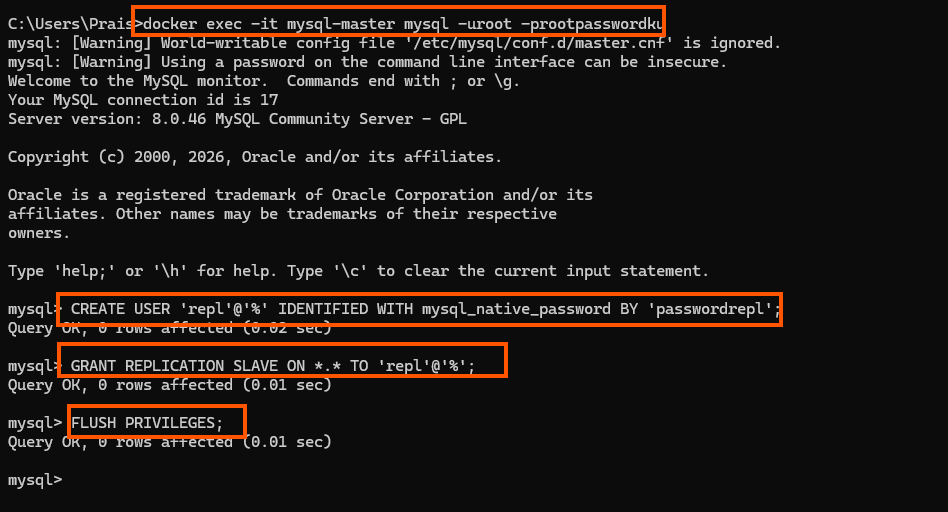 C:\Users\Prais>docker exec -it mysql-master mysql -uroot -prootpasswordku
mysql: [Warning] World-writable config file '/etc/mysql/conf.d/master.cnf' is ignored.
mysql: [Warning] Using a password on the command line interface can be insecure.
Welcome to the MySQL monitor.  Commands end with ; or \g.
Your MySQL connection id is 17
Server version: 8.0.46 MySQL Community Server - GPL
Copyright (c) 2000, 2026, Oracle and/or its affiliates.
Oracle is a registered trademark of Oracle Corporation and/or its
affiliates. Other names may be trademarks of their respective
owners.
Type 'help;' or '\h' for help. Type '\c' to clear the current input statement.
mysql> CREATE USER 'repl'@'%' IDENTIFIED WITH mysql_native_password BY 'passwordrepl';
Query OK, 0 rows affected (0.02 sec)
mysql> GRANT REPLICATION SLAVE ON *.* TO 'repl'@'%';
Query OK, 0 rows affected (0.01 sec)
mysql> FLUSH PRIVILEGES;
Query OK, 0 rows affected (0.01 sec)
mysql>